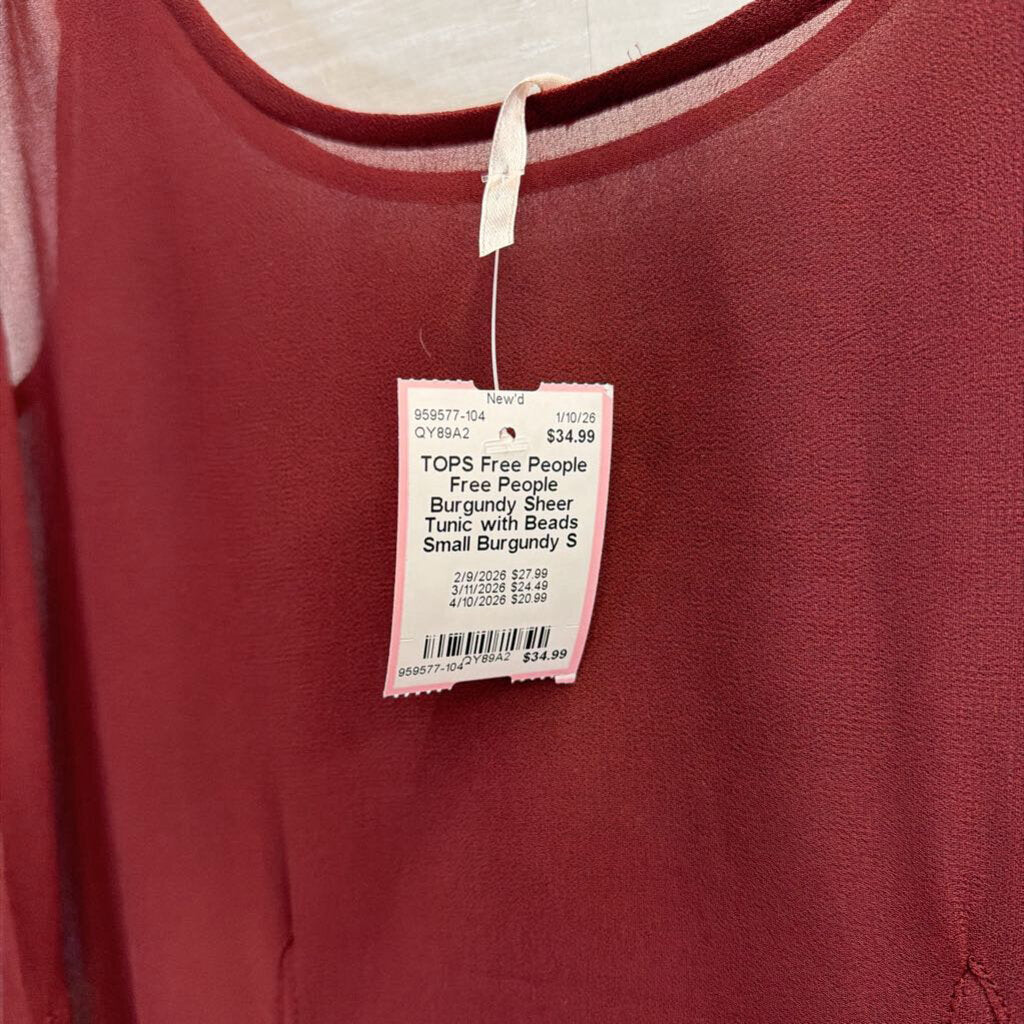 New'd
959577-104 1/10/26
QY89A2 $34.99
TOPS Free People
Free People
Burgundy Sheer
Tunic with Beads
Small Burgundy S
2/9/2026 $27.99
3/11/2026 $24.49
4/10/2026 $20.99
959577-104 QY89A2 $34.99